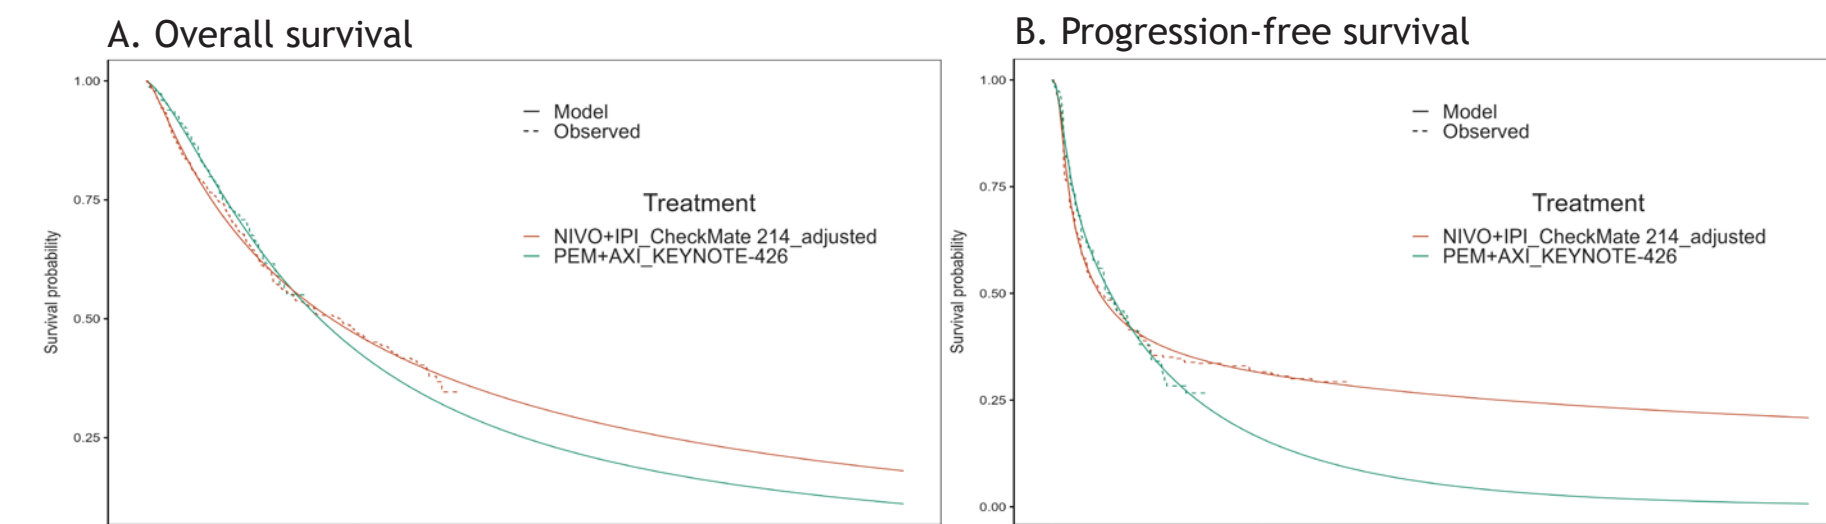 A. Overall survival
1.00
0.75
0.50
0.25
Survival probability
Model
Observed
Treatment
NIVO+IPI_CheckMate 214_adjusted
PEM+AXI_KEYNOTE-426
B. Progression-free survival
1.00
0.75
0.50
0.25
0.00
Survival probability
Model
Observed
Treatment
NIVO+IPI_CheckMate 214_adjusted
PEM+AXI_KEYNOTE-426